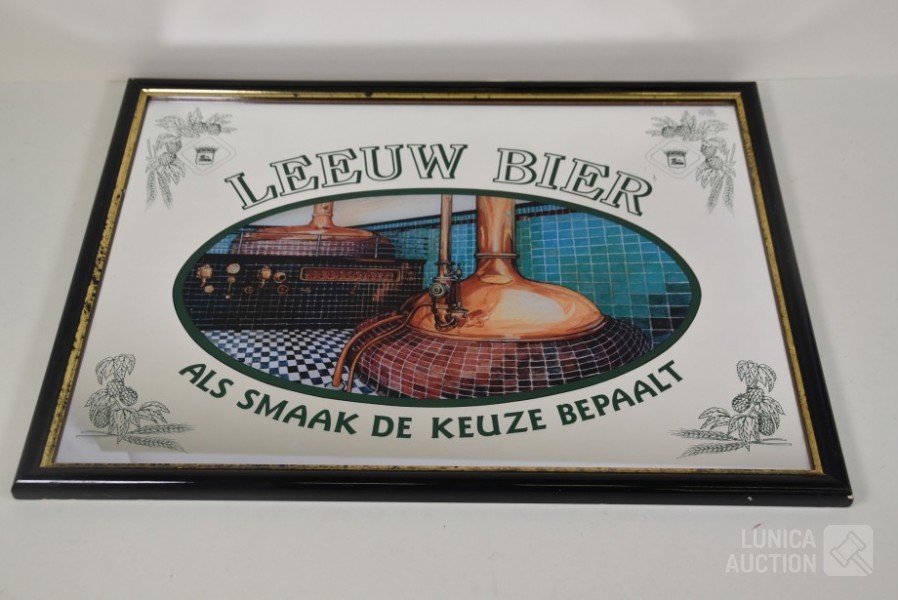 LEEUW BIER
ALS SMAAK DE KEUZE BEPAALT
LUNICA
AUCTION